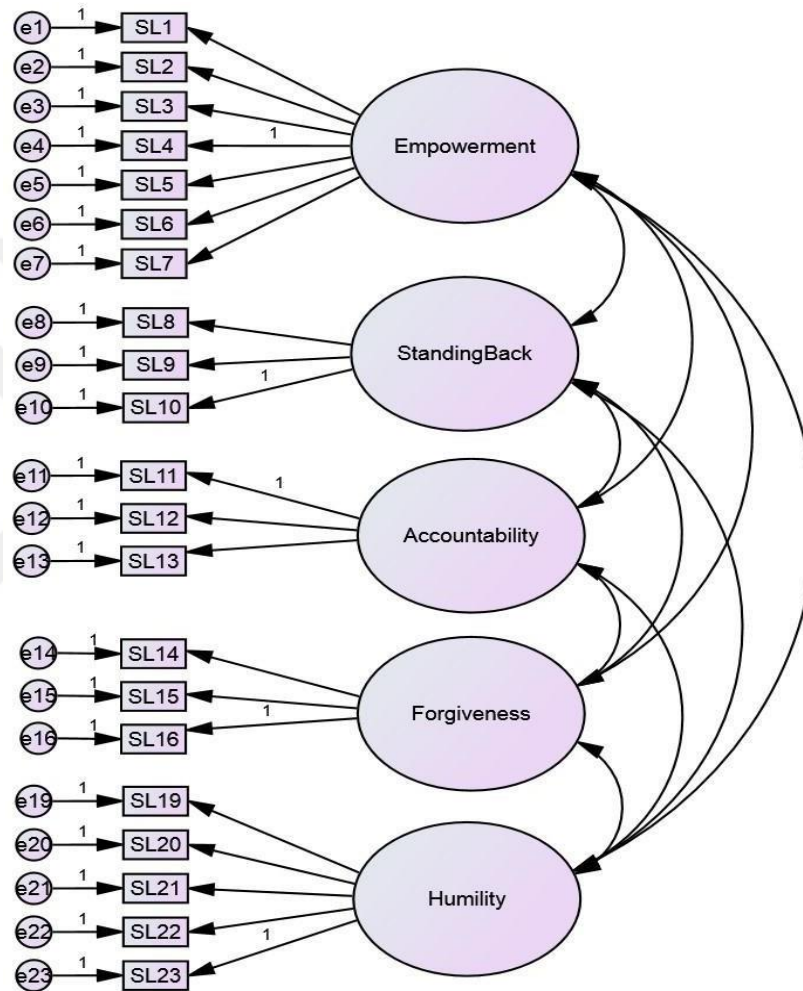 e1 1 SL1
e2 1 SL2
e3 1 SL3
e4 1 SL4 1 Empowerment
e5 1 SL5
e6 1 SL6
e7 1 SL7
e8 1 SL8
e9 1 SL9 StandingBack
e10 1 SL10 1
e11 1 SL11 1
e12 1 SL12 Accountability
e13 1 SL13
e14 1 SL14
e15 1 SL15 Forgiveness
e16 1 SL16 1
e19 1 SL19
e20 1 SL20
e21 1 SL21 Humility
e22 1 SL22
e23 1 SL23 1